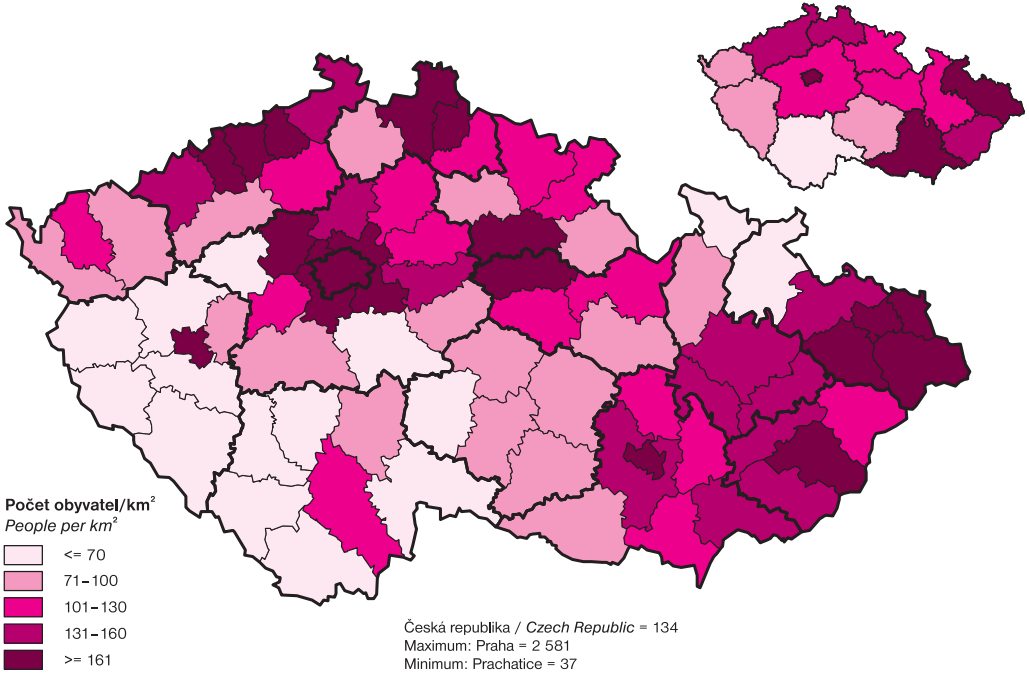 Počet obyvatel/km²
People per km²
<= 70
71–100
101–130
131–160
>= 161
Česká republika / Czech Republic = 134
Maximum: Praha = 2 581
Minimum: Prachatice = 37